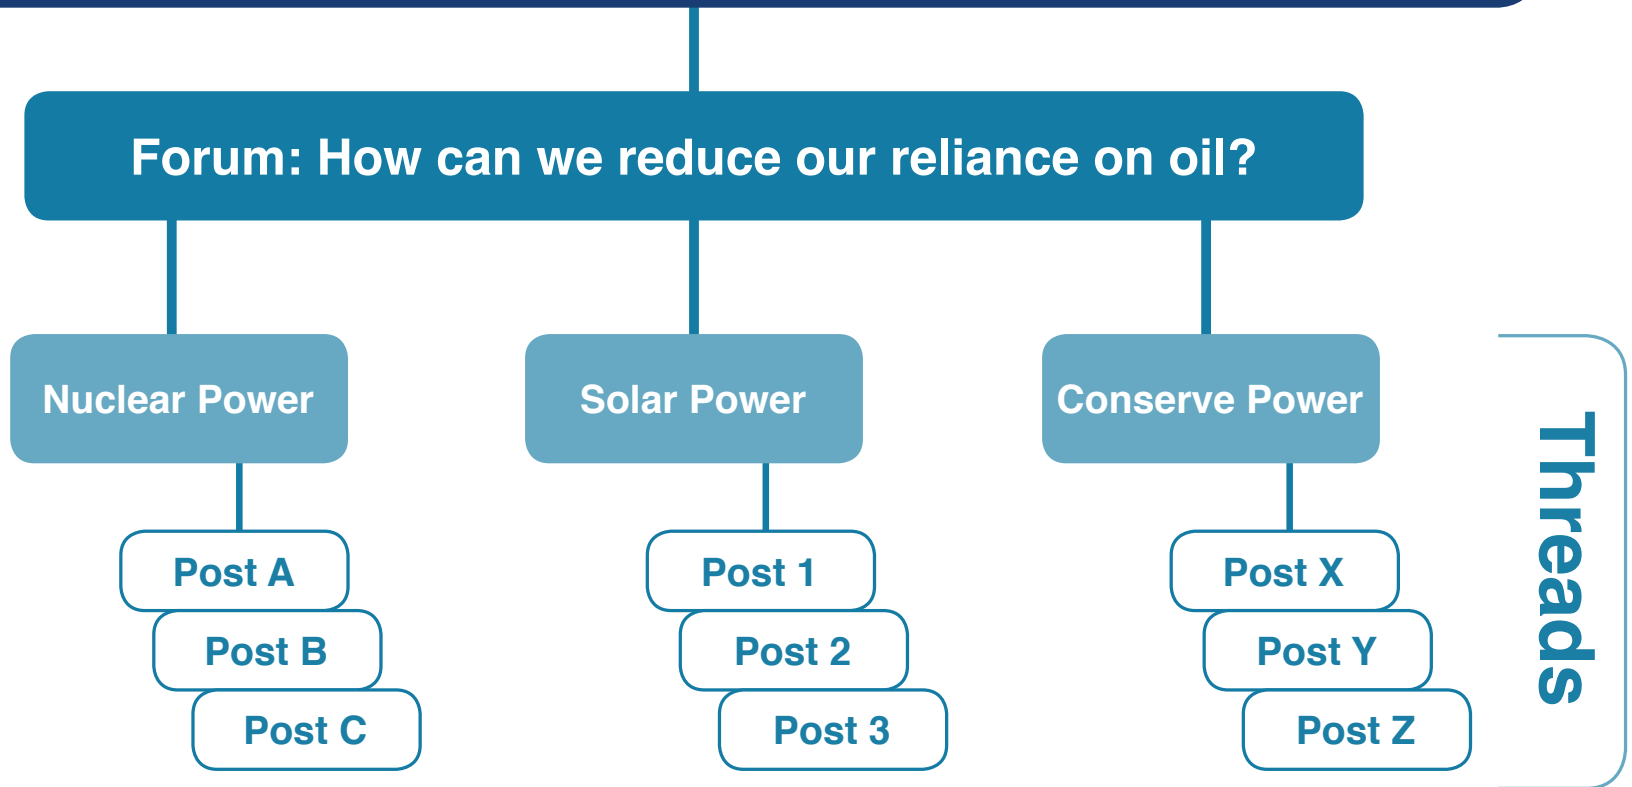 Forum: How can we reduce our reliance on oil?
Nuclear Power
Solar Power
Conserve Power
Post A
Post B
Post C
Post 1
Post 2
Post 3
Post X
Post Y
Post Z
Threads